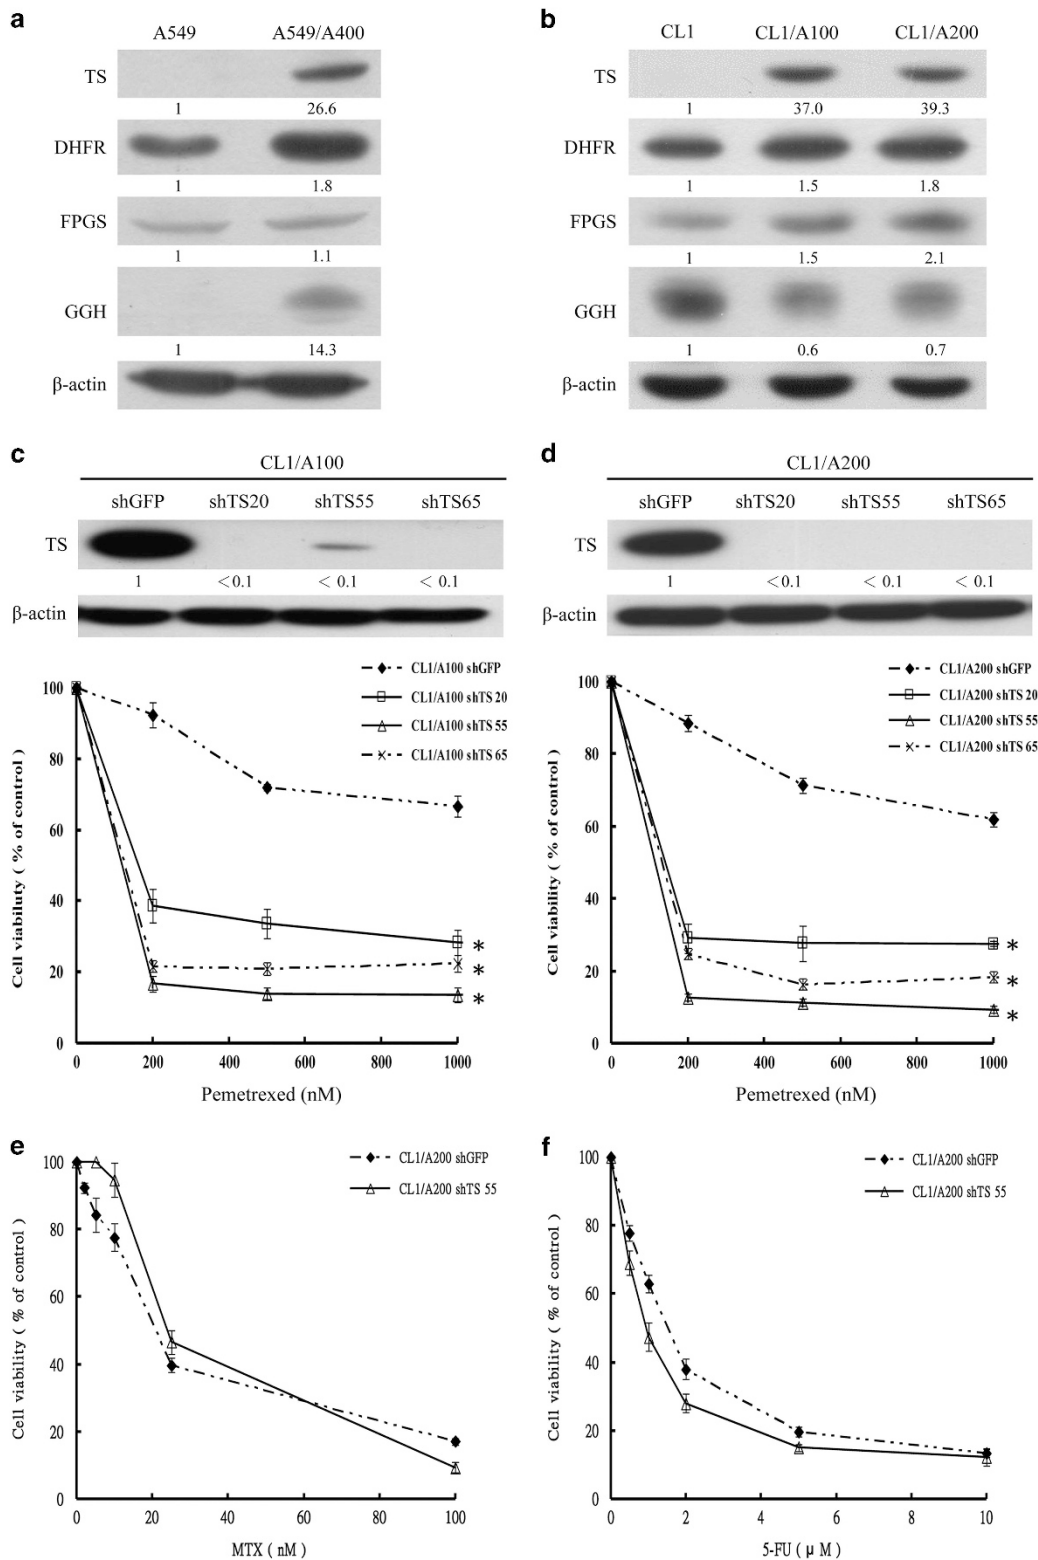 a
A549 A549/A400
TS
1 26.6
DHFR
1 1.8
FPGS
1 1.1
GGH
1 14.3
β-actin
b
CL1 CL1/A100 CL1/A200
TS
1 37.0 39.3
DHFR
1 1.5 1.8
FPGS
1 1.5 2.1
GGH
1 0.6 0.7
β-actin
c
CL1/A100
shGFP shTS20 shTS55 shTS65
TS
1 < 0.1 < 0.1 < 0.1
β-actin
CL1/A100 shGFP
CL1/A100 shTS 20
CL1/A100 shTS 55
CL1/A100 shTS 65
Cell viabiluty ( % of control )
100
80
60
40
20
0
*
*
*
0 200 400 600 800 1000
Pemetrexed (nM)
d
CL1/A200
shGFP shTS20 shTS55 shTS65
TS
1 < 0.1 < 0.1 < 0.1
β-actin
CL1/A200 shGFP
CL1/A200 shTS 20
CL1/A200 shTS 55
CL1/A200 shTS 65
Cell viability ( % of control )
100
80
60
40
20
0
*
*
*
0 200 400 600 800 1000
Pemetrexed (nM)
e
CL1/A200 shGFP
CL1/A200 shTS 55
Cell viability ( % of control )
100
80
60
40
20
0
0 20 40 60 80 100
MTX ( nM )
f
CL1/A200 shGFP
CL1/A200 shTS 55
Cell viability ( % of control )
100
80
60
40
20
0
0 2 4 6 8 10
5-FU ( μ M )